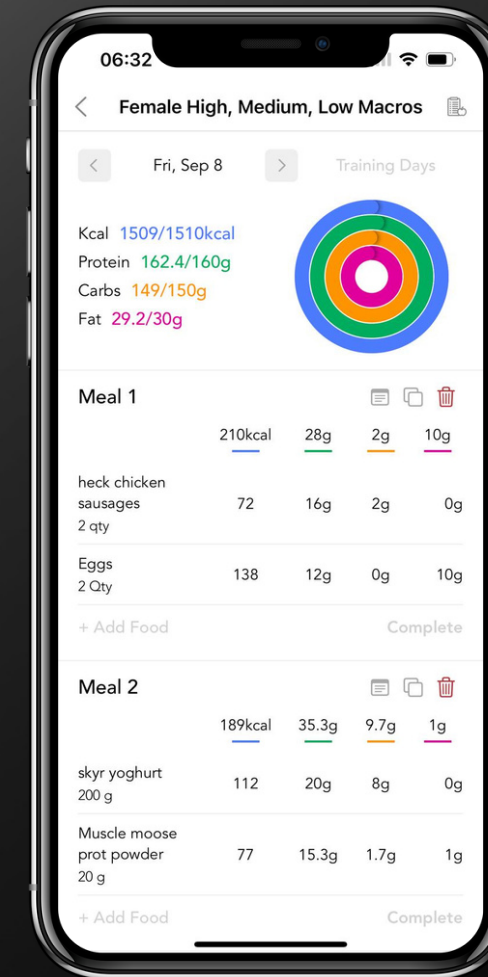 06:32
Female High, Medium, Low Macros
Fri, Sep 8
Training Days
Kcal 1509/1510kcal
Protein 162.4/160g
Carbs 149/150g
Fat 29.2/30g
Meal 1
210kcal 28g 2g 10g
heck chicken
sausages 72 16g 2g 0g
2 qty
Eggs
138 12g 0g 10g
2 Qty
+ Add Food Complete
Meal 2
189kcal 35.3g 9.7g 1g
skyr yoghurt
112 20g 8g 0g
200 g
Muscle moose
prot powder 77 15.3g 1.7g 1g
20 g
+ Add Food Complete